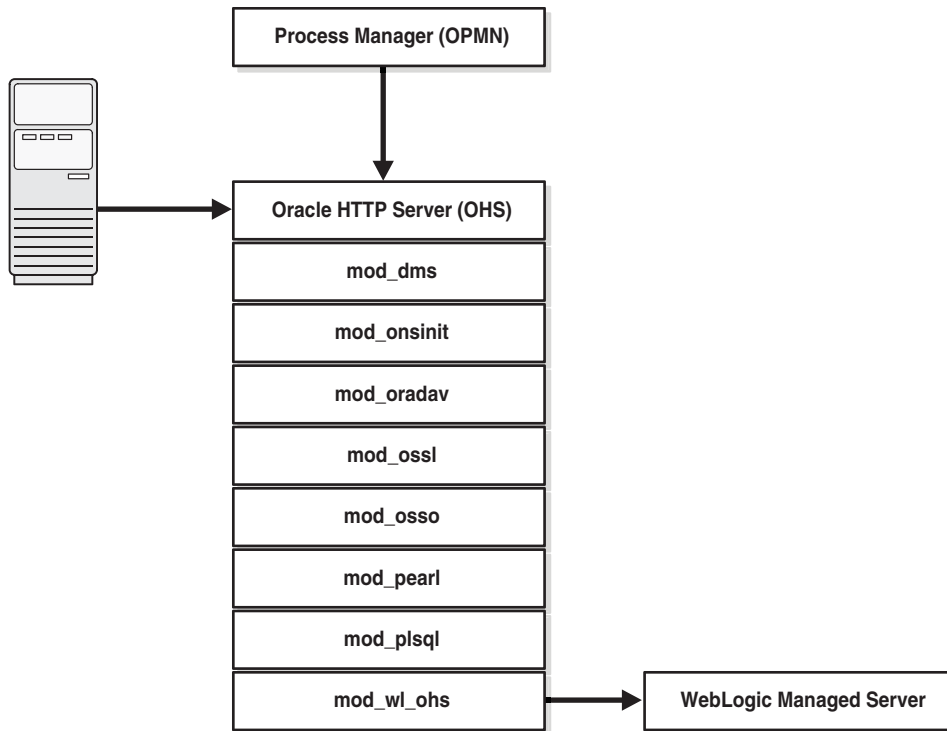 Process Manager (OPMN)
Oracle HTTP Server (OHS)
mod_dms
mod_onsinit
mod_oradav
mod_ossl
mod_osso
mod_pearl
mod_plsql
mod_wl_ohs
WebLogic Managed Server